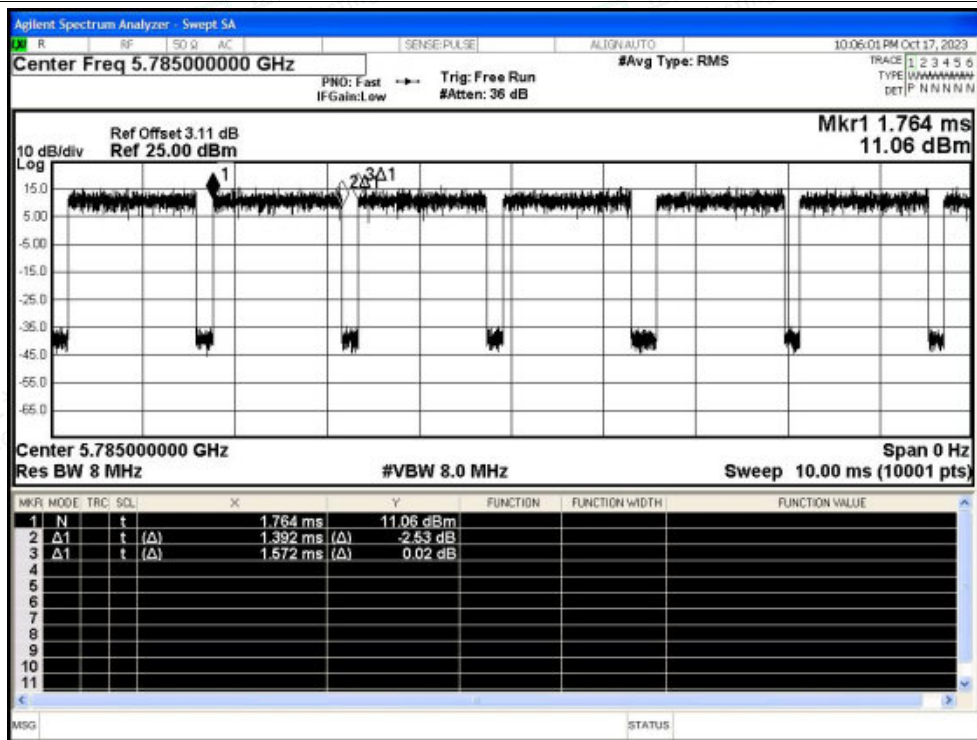 Agilent Spectrum Analyzer - Swept SA
R RF 50 Ω AC SENSE:PULSE ALIGN AUTO 10:06:01 PM Oct 17, 2023
Center Freq 5.785000000 GHz #Avg Type: RMS TRACE 1 2 3 4 5 6
PNO: Fast Trig: Free Run TYPE
IFGain:Low #Atten: 36 dB DET P N N N N N
Mkr1 1.764 ms
Ref Offset 3.11 dB
10 dB/div Ref 25.00 dBm 11.06 dBm
Log
1 2Δ1 3Δ1
15.0
5.00
-5.00
-15.0
-25.0
-35.0
-45.0
-55.0
-65.0
Center 5.785000000 GHz Span 0 Hz
Res BW 8 MHz #VBW 8.0 MHz Sweep 10.00 ms (10001 pts)
MKR MODE TRC SCL X Y FUNCTION FUNCTION WIDTH FUNCTION VALUE
1 N t 1.764 ms 11.06 dBm
2 Δ1 t (Δ) 1.392 ms (Δ) -2.53 dB
3 Δ1 t (Δ) 1.572 ms (Δ) 0.02 dB
4
5
6
7
8
9
10
11
MSG STATUS